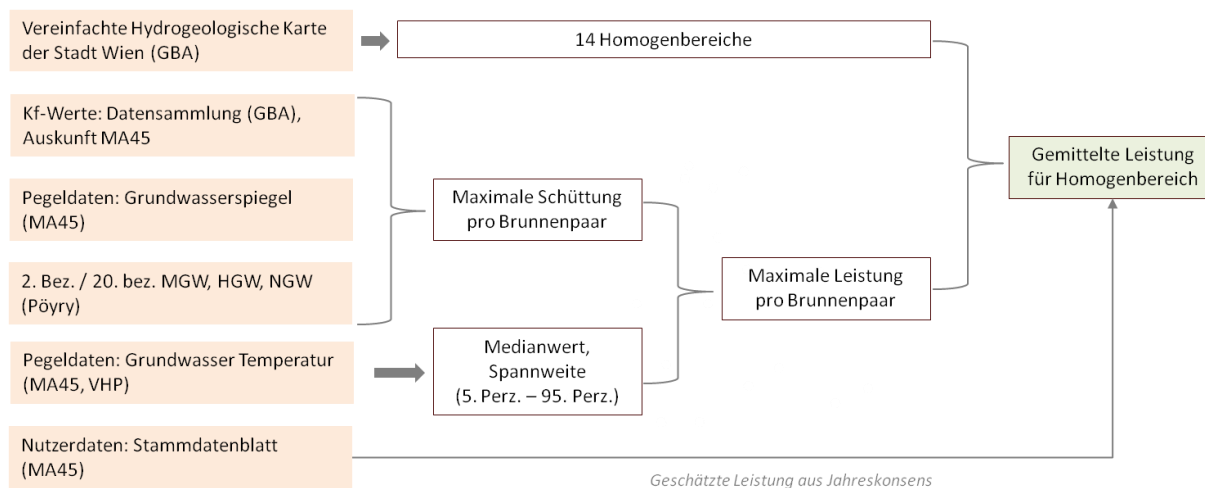 Vereinfachte Hydrogeologische Karte
der Stadt Wien (GBA)
14 Homogenbereiche
Kf-Werte: Datensammlung (GBA),
Auskunft MA45
Pegeldaten: Grundwasserspiegel
(MA45)
2. Bez. / 20. bez. MGW, HGW, NGW
(Pöyry)
Maximale Schüttung
pro Brunnenpaar
Pegeldaten: Grundwasser Temperatur
(MA45, VHP)
Medianwert,
Spannweite
(5. Perz. – 95. Perz.)
Maximale Leistung
pro Brunnenpaar
Gemittelte Leistung
für Homogenbereich
Nutzerdaten: Stammdatenblatt
(MA45)
Geschätzte Leistung aus Jahreskonsens